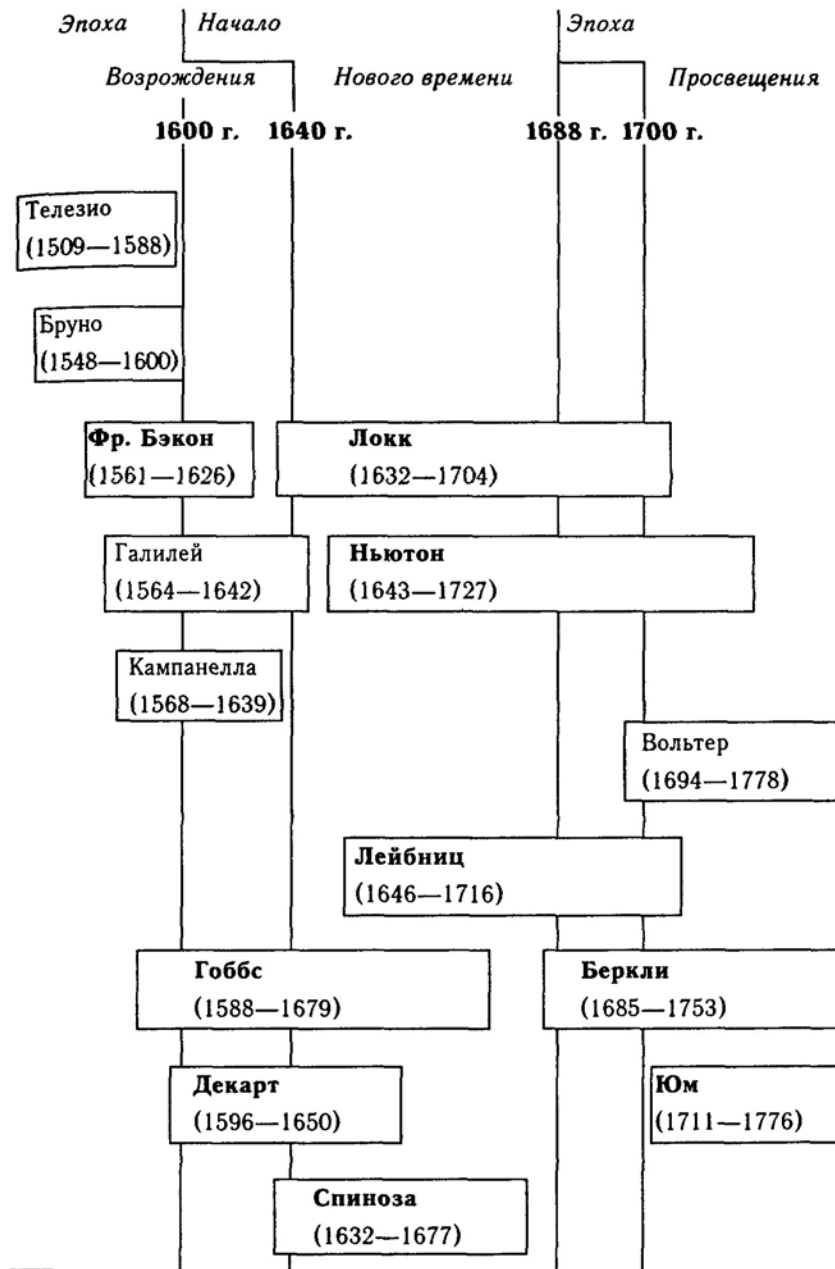 Эпоха Начало Эпоха
Возрождения Нового времени Просвещения
1600 г. 1640 г. 1688 г. 1700 г.
Телезио
(1509—1588)
Бруно
(1548—1600)
Фр. Бэкон
(1561—1626)
Локк
(1632—1704)
Галилей
(1564—1642)
Ньютон
(1643—1727)
Кампанелла
(1568—1639)
Вольтер
(1694—1778)
Лейбниц
(1646—1716)
Гоббс
(1588—1679)
Беркли
(1685—1753)
Декарт
(1596—1650)
Юм
(1711—1776)
Спиноза
(1632—1677)